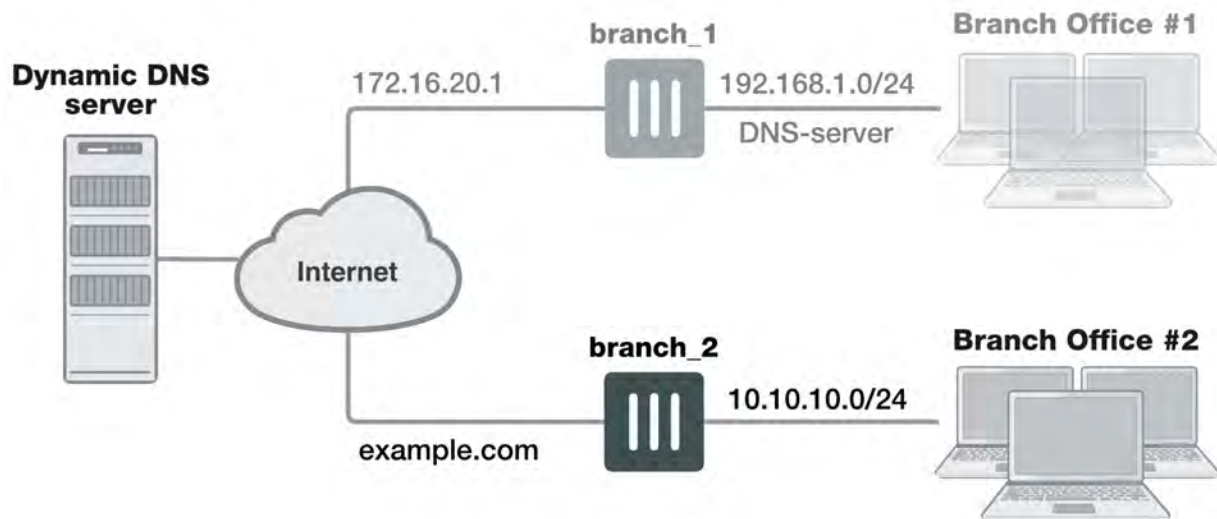 Dynamic DNS
server
Internet
branch_1
172.16.20.1
192.168.1.0/24
DNS-server
Branch Office #1
branch_2
example.com
10.10.10.0/24
Branch Office #2